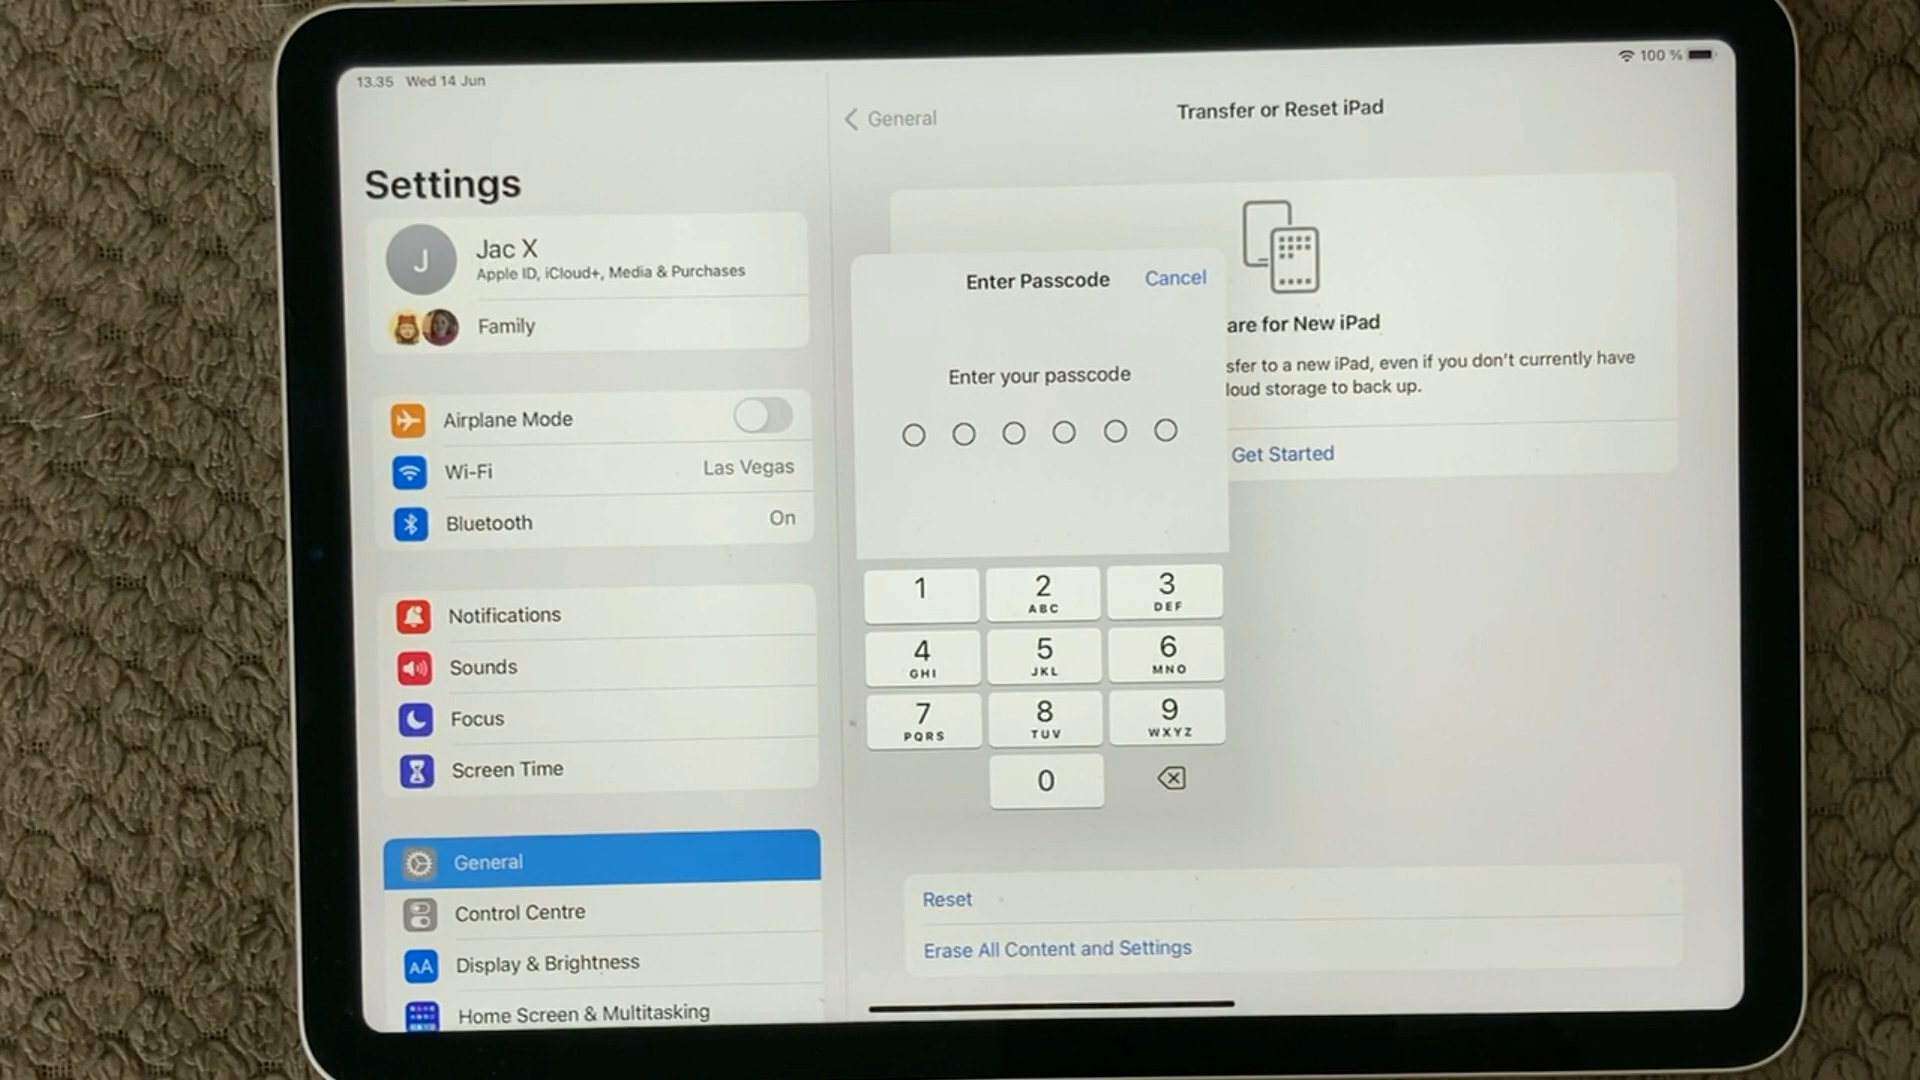 13.35 Wed 14 Jun
100 %
Settings
J
Jac X
Apple ID, iCloud+, Media & Purchases
Family
Airplane Mode
Wi-Fi
Las Vegas
Bluetooth
On
Notifications
Sounds
Focus
Screen Time
General
Control Centre
AA
Display & Brightness
Home Screen & Multitasking
General
Transfer or Reset iPad
are for New iPad
sfer to a new iPad, even if you don't currently have
loud storage to back up.
Get Started
Enter Passcode
Cancel
Enter your passcode
1
2
ABC
3
DEF
4
GHI
5
JKL
6
MNO
7
PQRS
8
TUV
9
WXYZ
0
Reset
Erase All Content and Settings